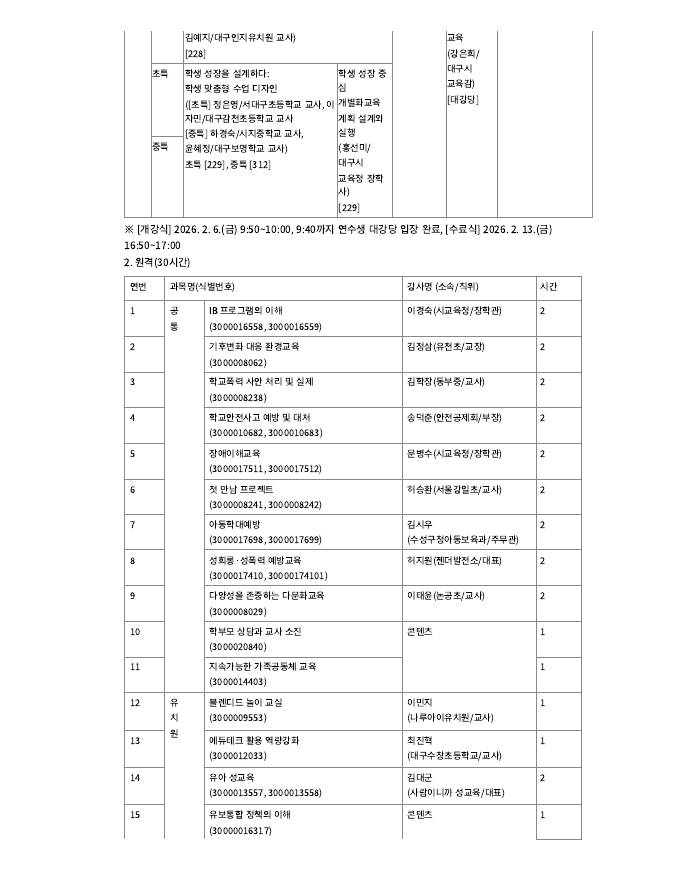 김예지/대구인지유치원 교사)
[228]
교육
(강은희/
대구시
교육감)
[대강당]
초특
중특
학생 성장을 설계하다:
학생 맞춤형 수업 디자인
([초특] 정은영/서대구초등학교 교사, 이
자민/대구감천초등학교 교사
[중특] 하경숙/시지중학교 교사,
윤혜정/대구보명학교 교사)
초특 [229], 중특 [312]
학생 성장 중
심
개별화교육
계획 설계와
실행
(홍선미/
대구시
교육청 장학
사)
[229]
※ [개강식] 2026. 2. 6.(금) 9:50~10:00, 9:40까지 연수생 대강당 입장 완료, [수료식] 2026. 2. 13.(금)
16:50~17:00
2. 원격(30시간)
연번 과목명(식별번호) 강사명 (소속/직위) 시간
공
통
1 IB 프로그램의 이해 이경숙(시교육청/장학관) 2
(3000016558, 3000016559)
2 기후변화 대응 환경교육 김정삼(유천초/교장) 2
(3000008062)
3 학교폭력 사안 처리 및 실제 김학장(동부중/교사) 2
(3000008238)
4 학교안전사고 예방 및 대처 송덕준(안전공제회/부장) 2
(3000010682, 3000010683)
5 장애이해교육 문병수(시교육청/장학관) 2
(3000017511, 3000017512)
6 첫 만남 프로젝트 허승환(서울강일초/교사) 2
(3000008241, 3000008242)
7 아동학대예방 김시우 2
(3000017698, 3000017699) (수성구청아동보육과/주무관)
8 성희롱·성폭력 예방교육 허지원(젠더발전소/대표) 2
(3000017410, 30000174101)
9 다양성을 존중하는 다문화교육 이태윤(논공초/교사) 2
(3000008029)
10 학부모 상담과 교사 소진 콘텐츠 1
(3000020840)
11 지속가능한 가족공동체 교육 1
(3000014403)
유
치
원
12 블렌디드 놀이 교실 이민지 1
(3000009553) (나루아이유치원/교사)
13 에듀테크 활용 역량강화 최진혁 1
(3000012033) (대구수창초등학교/교사)
14 유아 성교육 김대군 2
(3000013557, 3000013558) (사람이니까 성교육/대표)
15 유보통합 정책의 이해 콘텐츠 1
(30000016317)